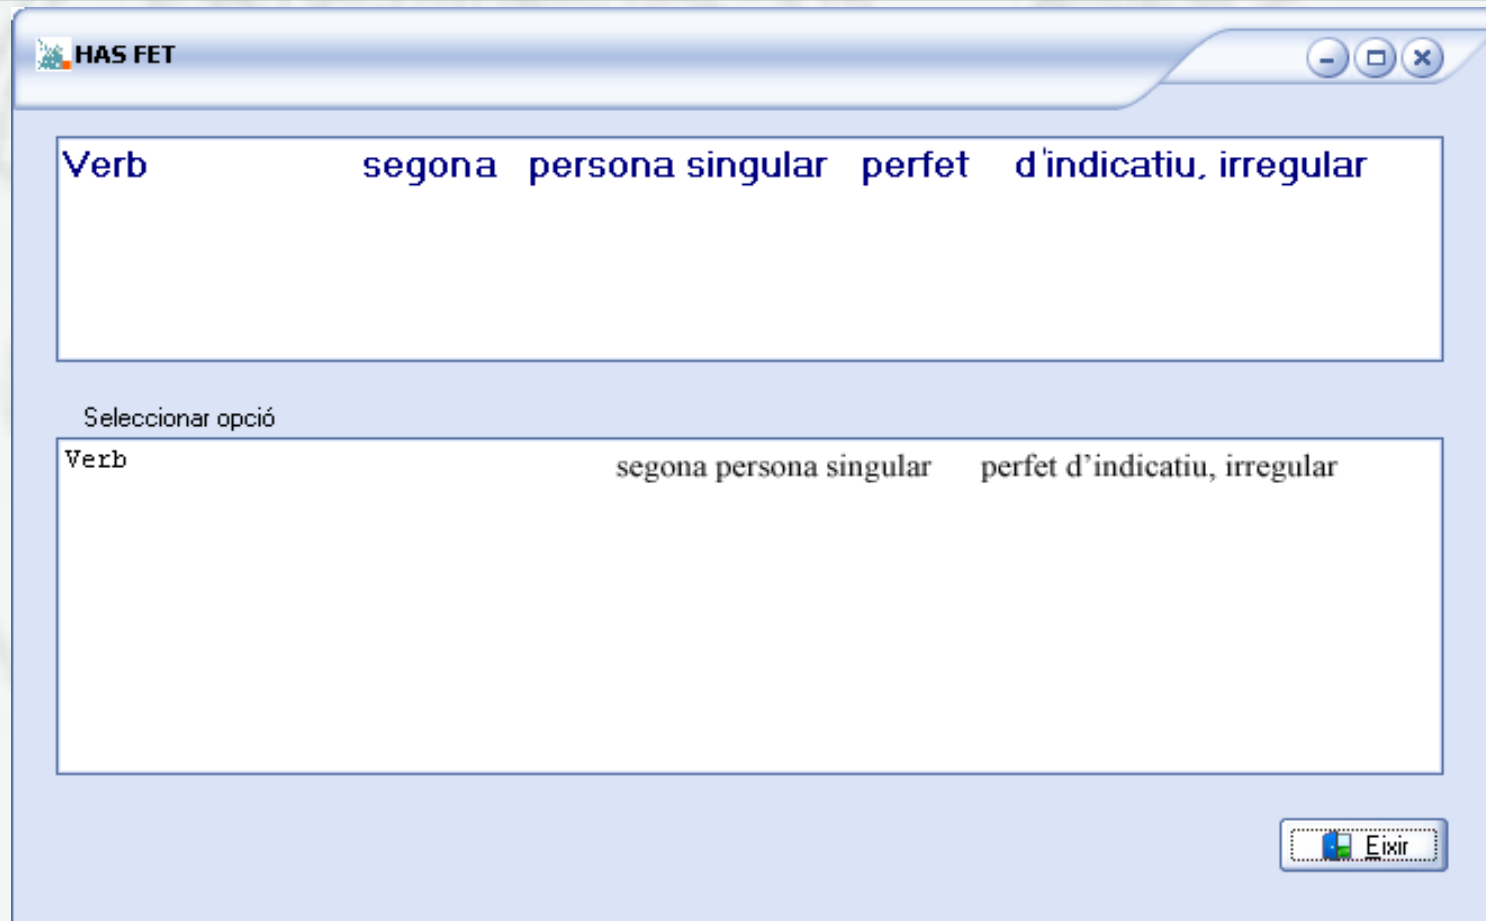 HAS FET
Verb segona persona singular perfet d'indicatiu, irregular
Seleccionar opció
Verb segona persona singular perfet d’indicatiu, irregular
Eixir